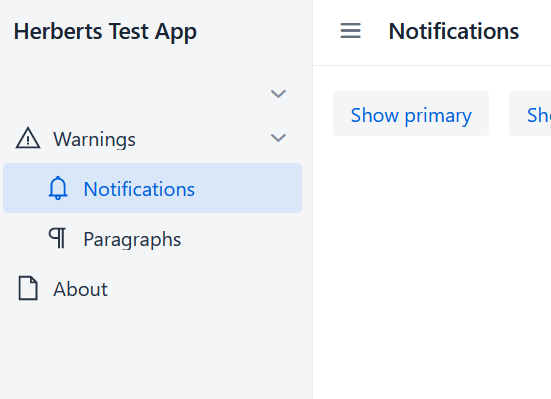 Herberts Test App
Notifications
Show primary
Warnings
Notifications
Paragraphs
About